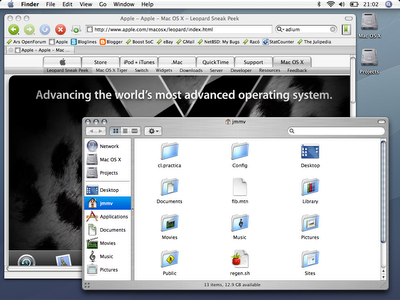 Finder File Edit View Go Window Help 21:02
Apple - Apple - Mac OS X - Leopard Sneak Peek
http://www.apple.com/macosx/leopard/index.html
adium
Ars OpenForum Apple Bloglines Blogger Boost SoC eBay GMail NetBSD: My Bugs Racó StatCounter The Julipedia
Apple - Apple - Mac ...
Store iPod + iTunes .Mac QuickTime Support Mac OS X
Leopard Sneak Peek Mac OS X Tiger Switch Widgets Downloads Server Developer Resources Feedback
Advancing the world's most advanced operating system.
Mac OS X
Projects
jmmv
Network
Mac OS X
Projects
Desktop
jmmv
Applications
Documents
Movies
Music
Pictures
cl.practica Config Desktop
Documents fib.mtn Library
Movies Music Pictures
Public regen.sh Sites
13 items, 12.9 GB available